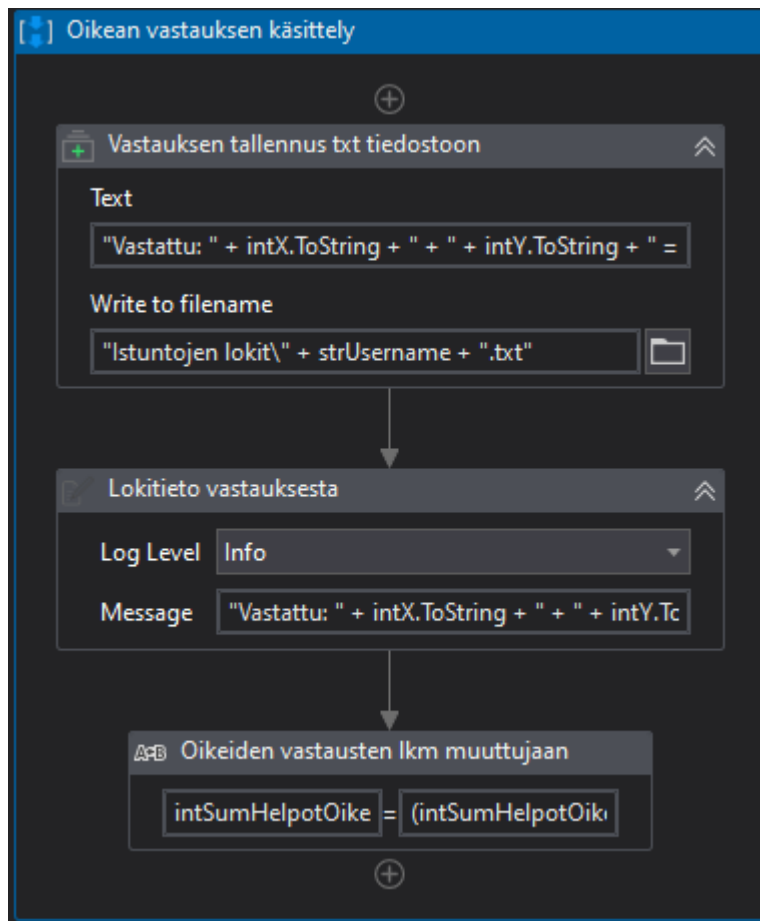 Oikean vastauksen käsittely
Vastauksen tallennus txt tiedostoon
Text
"Vastattu: " + intX.ToString + " + " + intY.ToString + " =
Write to filename
"Istuntojen lokit\" + strUsername + ".txt"
Lokitieto vastauksesta
Log Level Info
Message "Vastattu: " + intX.ToString + " + " + intY.Tc
A=B Oikeiden vastausten lkm muuttujaan
intSumHelpotOike = (intSumHelpotOik